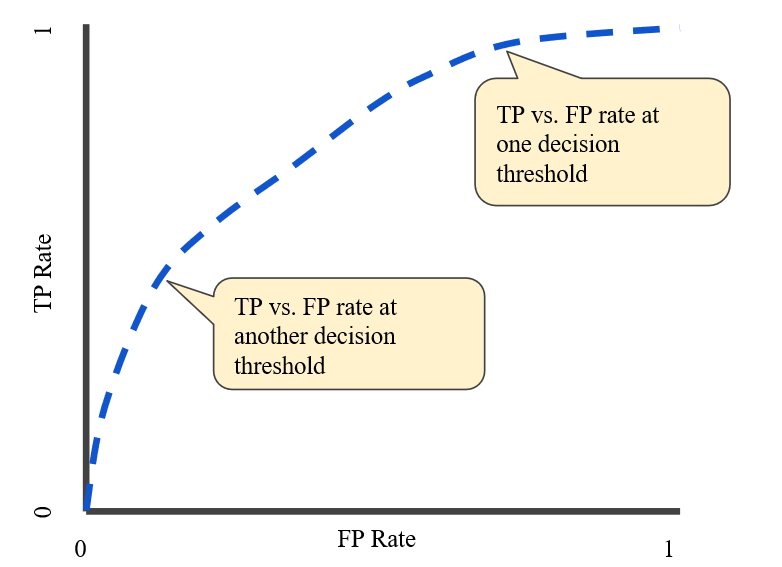 1
TP vs. FP rate at
one decision
threshold
TP Rate
TP vs. FP rate at
another decision
threshold
0
0
FP Rate
1